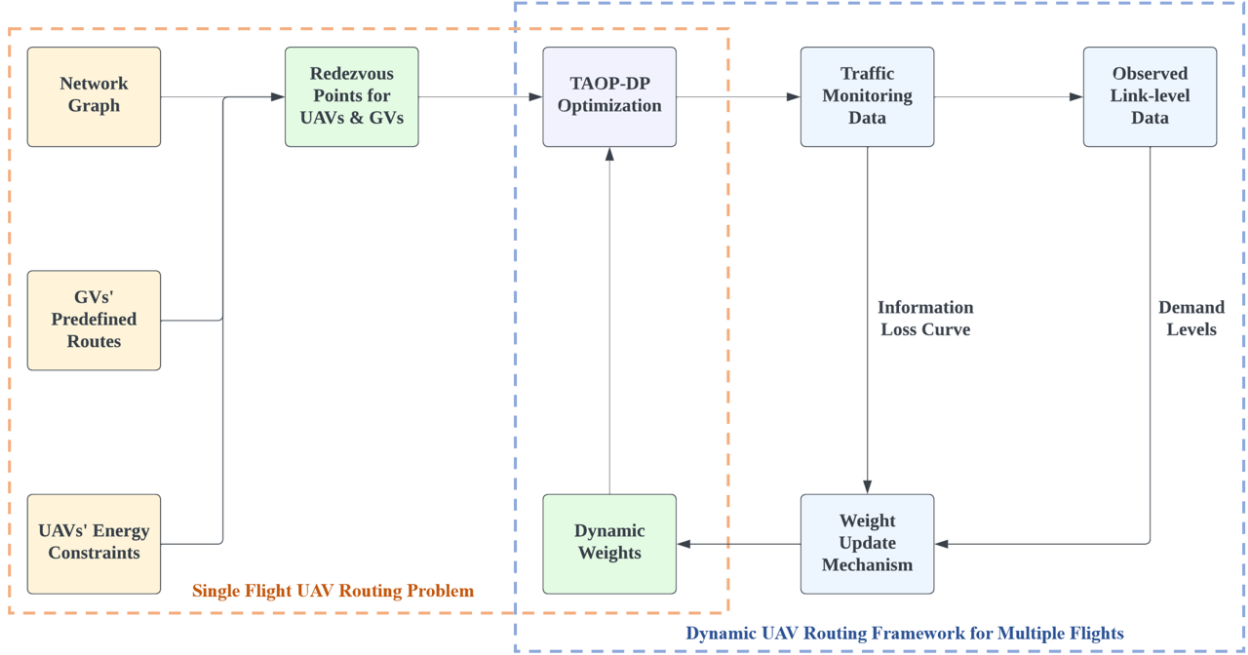 Network
Graph
Redezvous
Points for
UAVs & GVs
TAOP-DP
Optimization
Traffic
Monitoring
Data
Observed
Link-level
Data
GVs'
Predefined
Routes
Information
Loss Curve
Demand
Levels
UAVs' Energy
Constraints
Dynamic
Weights
Weight
Update
Mechanism
Single Flight UAV Routing Problem
Dynamic UAV Routing Framework for Multiple Flights